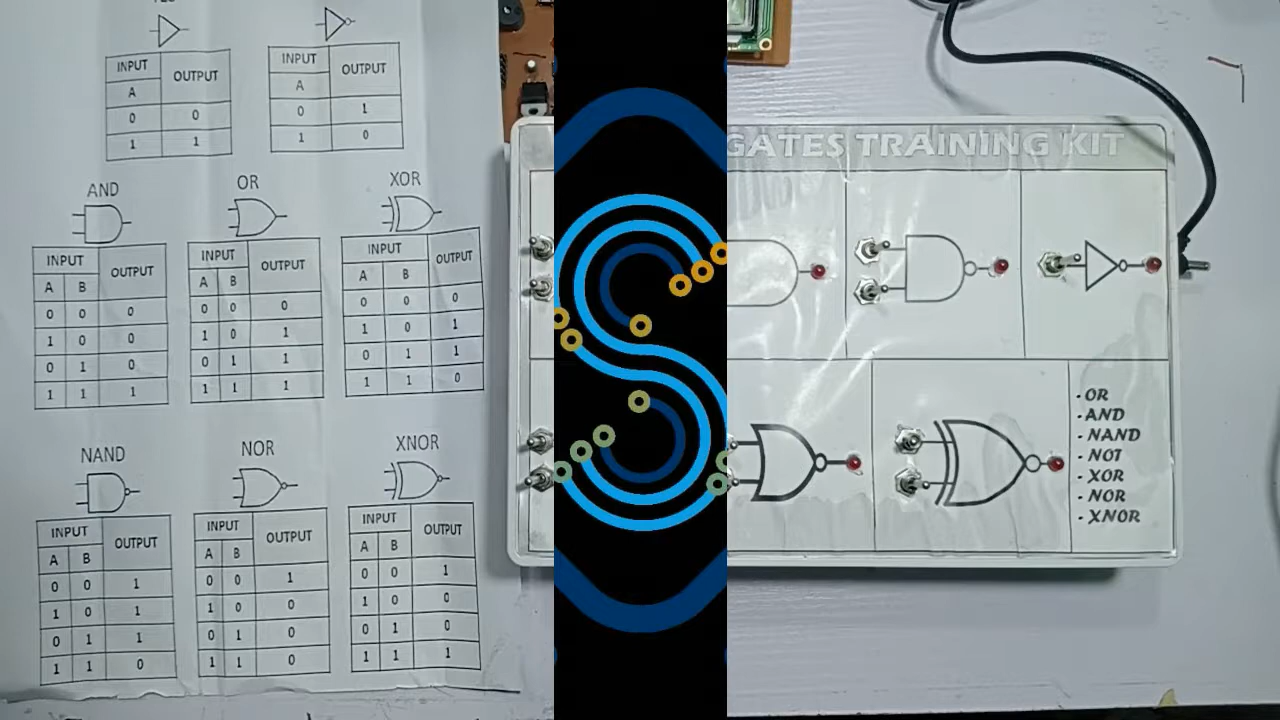 INPUT OUTPUT
A
0 0
1 1
INPUT OUTPUT
A
0 1
1 0
AND
INPUT OUTPUT
A B
0 0 0
1 0 0
0 1 0
1 1 1
OR
INPUT OUTPUT
A B
0 0 0
1 0 1
0 1 1
1 1 1
XOR
INPUT OUTPUT
A B
0 0 0
1 0 1
0 1 1
1 1 0
NAND
INPUT OUTPUT
A B
0 0 1
1 0 1
0 1 1
1 1 0
NOR
INPUT OUTPUT
A B
0 0 1
1 0 0
0 1 0
1 1 0
XNOR
INPUT OUTPUT
A B
0 0 1
1 0 0
0 1 0
1 1 1
GATES TRAINING KIT
· OR
· AND
· NAND
· NOT
· XOR
· NOR
· XNOR